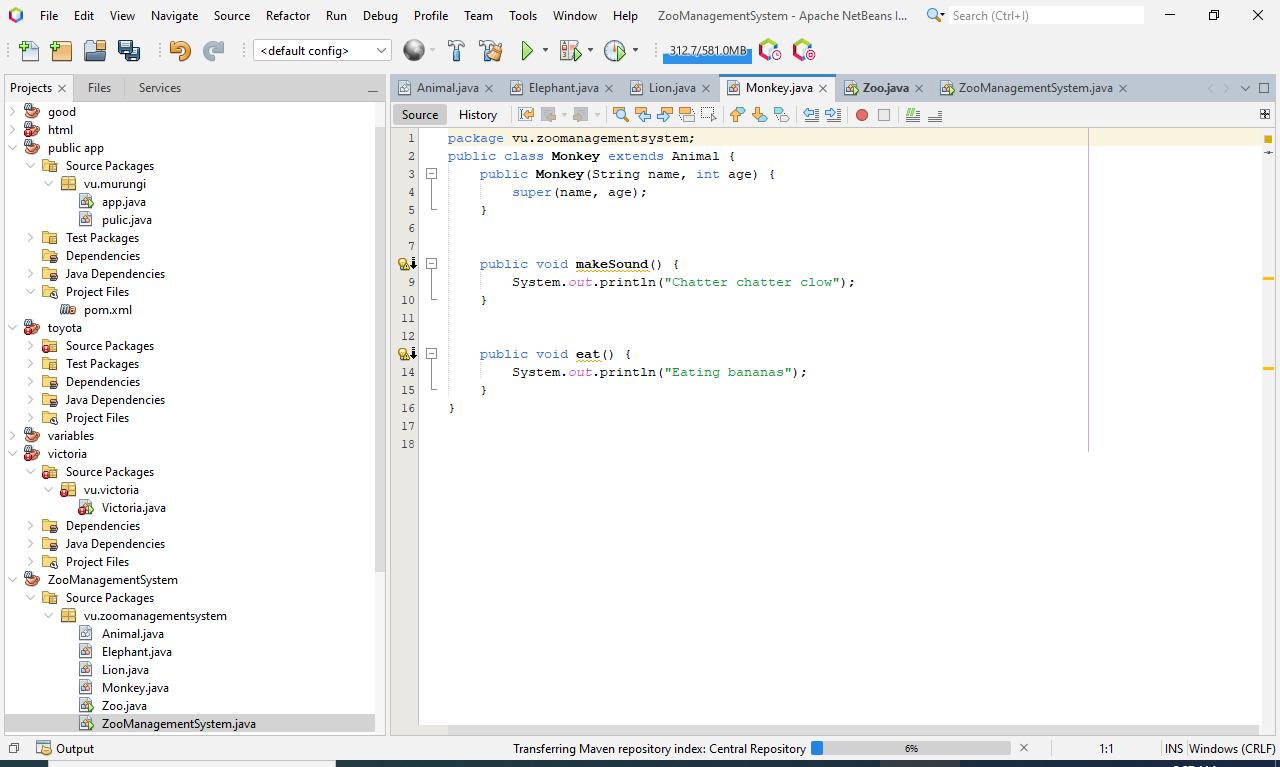 File Edit View Navigate Source Refactor Run Debug Profile Team Tools Window Help ZooManagementSystem - Apache NetBeans I... Search (Ctrl+I)
<default config> 312.7/581.0MB
Projects Files Services
good
html
public app
Source Packages
vu.murungi
app.java
pulic.java
Test Packages
Dependencies
Java Dependencies
Project Files
pom.xml
toyota
Source Packages
Test Packages
Dependencies
Java Dependencies
Project Files
variables
victoria
Source Packages
vu.victoria
Victoria.java
Dependencies
Java Dependencies
Project Files
ZooManagementSystem
Source Packages
vu.zoomanagementsystem
Animal.java
Elephant.java
Lion.java
Monkey.java
Zoo.java
ZooManagementSystem.java
Animal.java Elephant.java Lion.java Monkey.java Zoo.java ZooManagementSystem.java
Source History
1 package vu.zoomanagementsystem;
2 public class Monkey extends Animal {
3 public Monkey(String name, int age) {
4 super(name, age);
5 }
6
7
public void makeSound() {
9 System.out.println("Chatter chatter clow");
10 }
11
12
public void eat() {
14 System.out.println("Eating bananas");
15 }
16 }
17
18
Output Transferring Maven repository index: Central Repository 6% 1:1 INS Windows (CRLF)